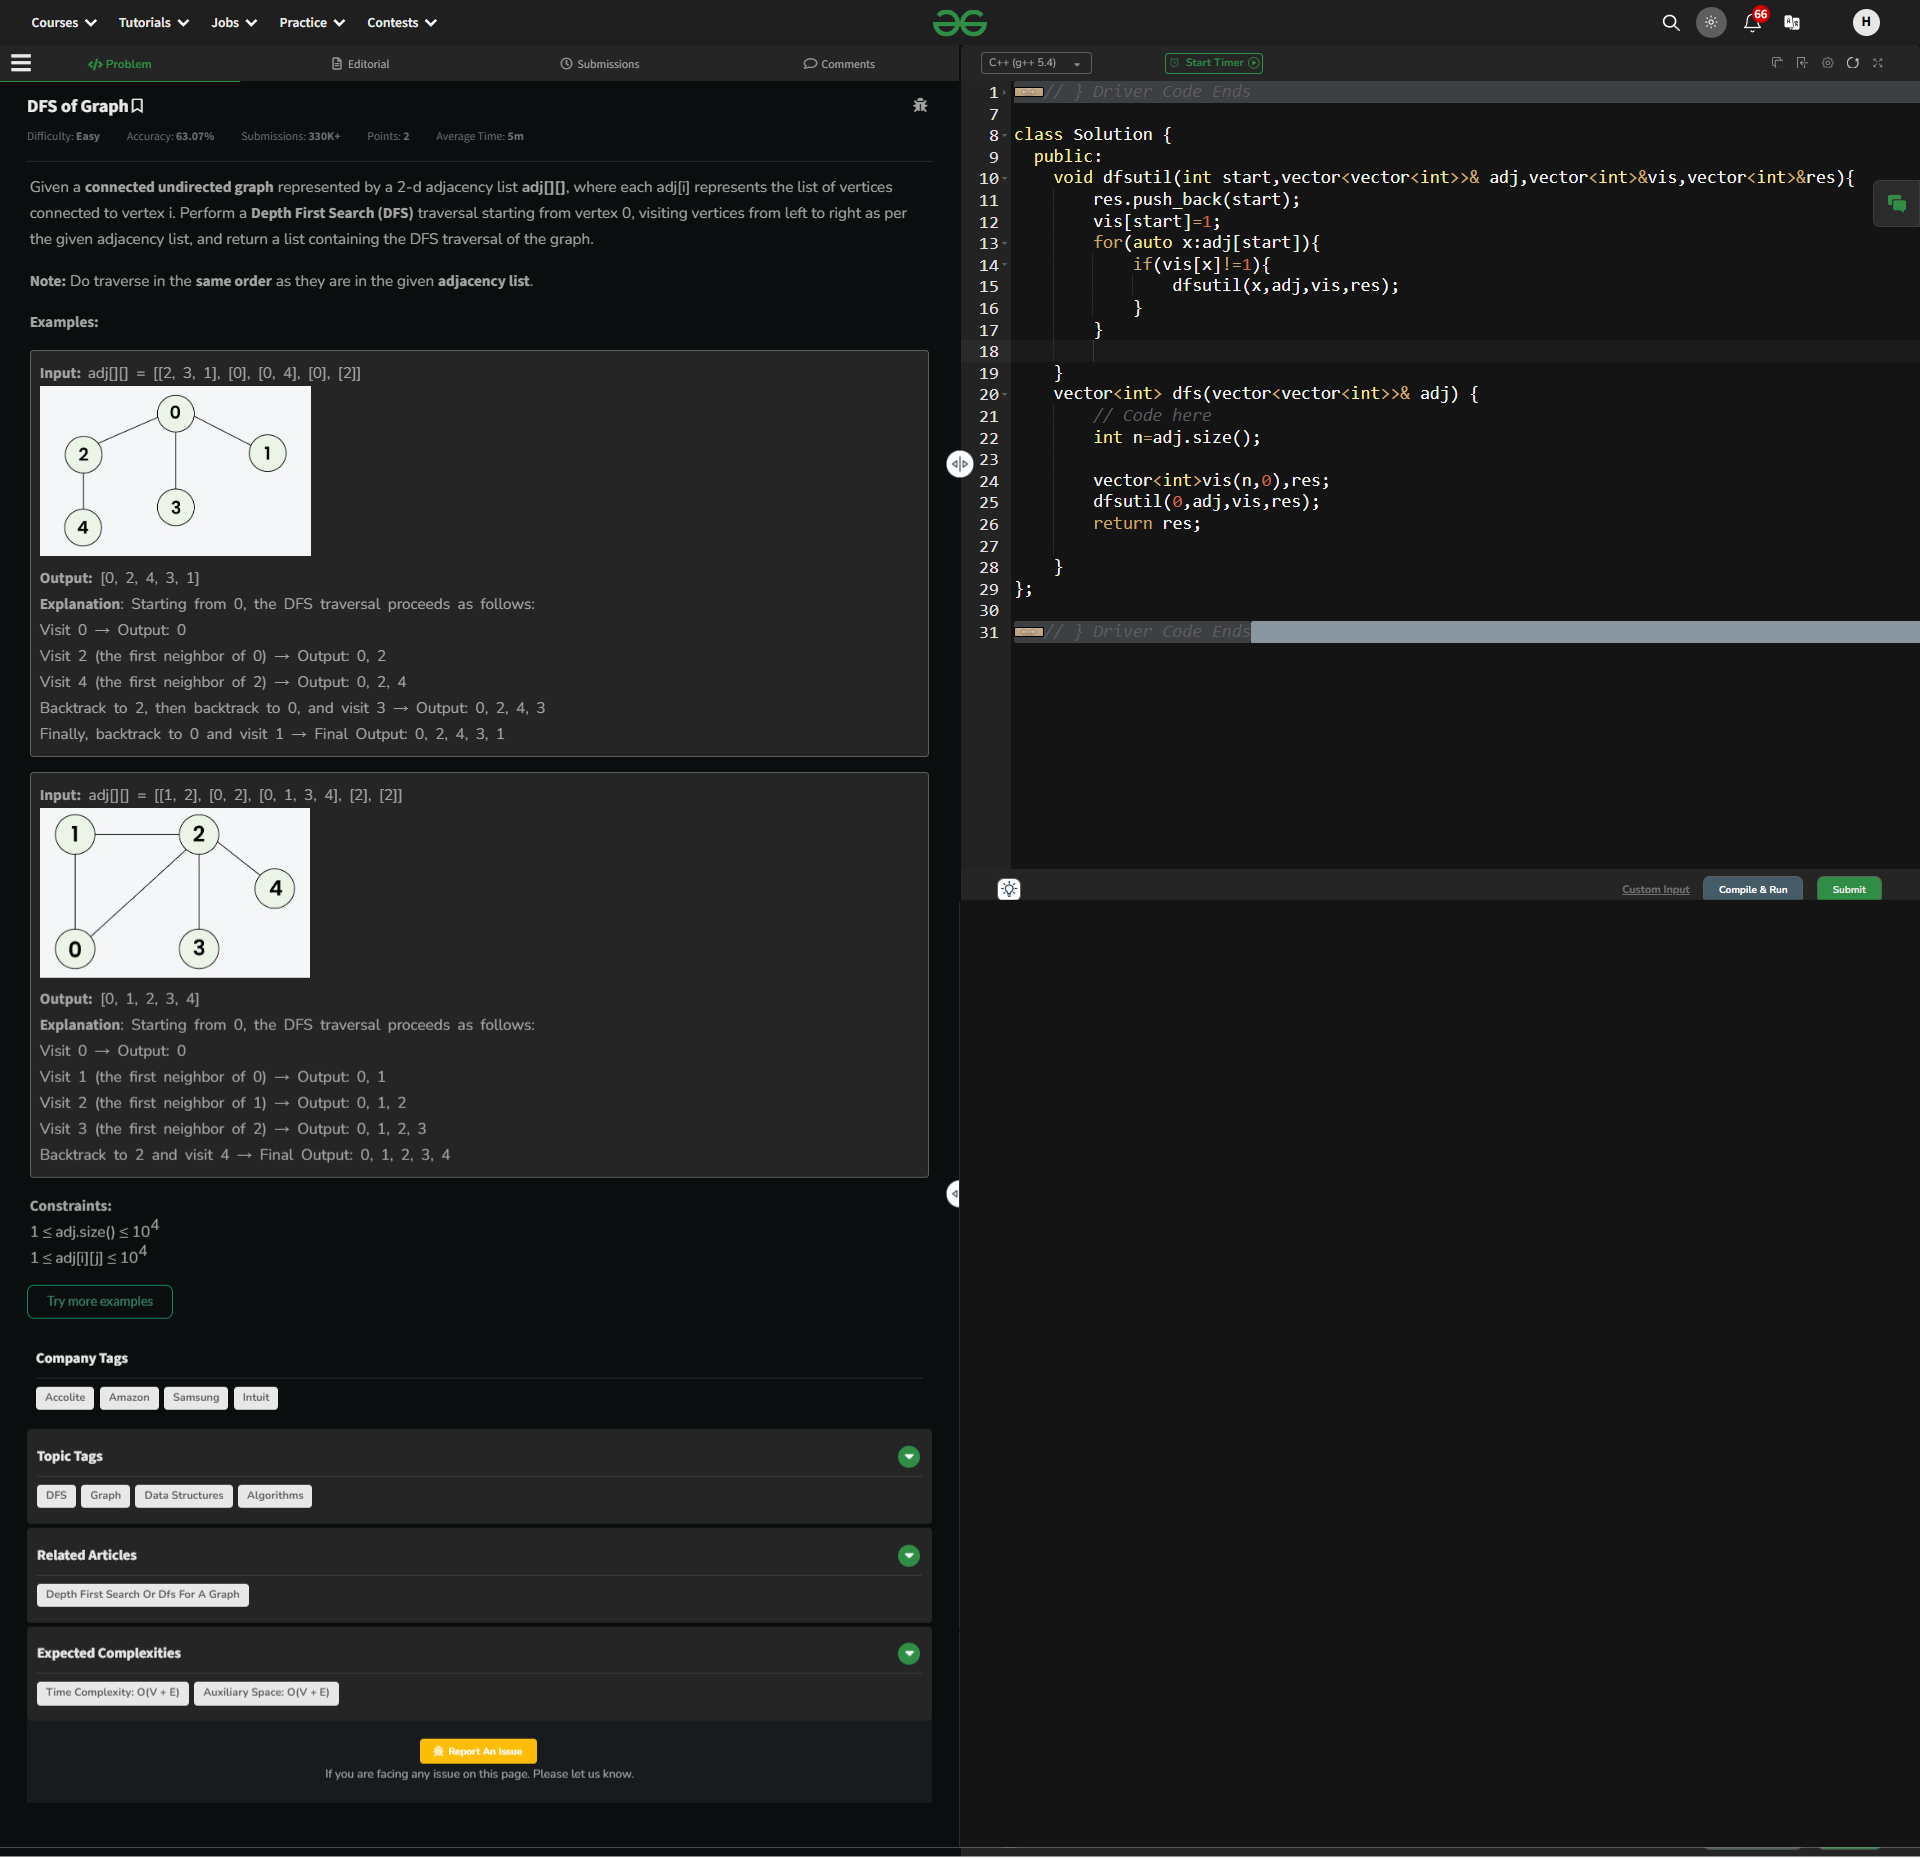 Courses
Tutorials
Jobs
Practice
Contests
66
H
Problem
Editorial
Submissions
Comments
DFS of Graph
Difficulty: Easy Accuracy: 63.07% Submissions: 330K+ Points: 2 Average Time: 5m
Given a connected undirected graph represented by a 2-d adjacency list adj[][], where each adj[i] represents the list of vertices
connected to vertex i. Perform a Depth First Search (DFS) traversal starting from vertex 0, visiting vertices from left to right as per
the given adjacency list, and return a list containing the DFS traversal of the graph.
Note: Do traverse in the same order as they are in the given adjacency list.
Examples:
Input: adj[][] = [[2, 3, 1], [0], [0, 4], [0], [2]]
0
2
1
3
4
Output: [0, 2, 4, 3, 1]
Explanation: Starting from 0, the DFS traversal proceeds as follows:
Visit 0 → Output: 0
Visit 2 (the first neighbor of 0) → Output: 0, 2
Visit 4 (the first neighbor of 2) → Output: 0, 2, 4
Backtrack to 2, then backtrack to 0, and visit 3 → Output: 0, 2, 4, 3
Finally, backtrack to 0 and visit 1 → Final Output: 0, 2, 4, 3, 1
Input: adj[][] = [[1, 2], [0, 2], [0, 1, 3, 4], [2], [2]]
1
2
4
0
3
Output: [0, 1, 2, 3, 4]
Explanation: Starting from 0, the DFS traversal proceeds as follows:
Visit 0 → Output: 0
Visit 1 (the first neighbor of 0) → Output: 0, 1
Visit 2 (the first neighbor of 1) → Output: 0, 1, 2
Visit 3 (the first neighbor of 2) → Output: 0, 1, 2, 3
Backtrack to 2 and visit 4 → Final Output: 0, 1, 2, 3, 4
Constraints:
1 ≤ adj.size() ≤ 10^4
1 ≤ adj[i][j] ≤ 10^4
Try more examples
Company Tags
Accolite Amazon Samsung Intuit
Topic Tags
DFS Graph Data Structures Algorithms
Related Articles
Depth First Search Or Dfs For A Graph
Expected Complexities
Time Complexity: O(V + E) Auxiliary Space: O(V + E)
Report An Issue
If you are facing any issue on this page. Please let us know.
C++ (g++ 5.4)
Start Timer
1 // } Driver Code Ends
7
8 class Solution {
9   public:
10     void dfsutil(int start,vector<vector<int>>& adj,vector<int>&vis,vector<int>&res){
11         res.push_back(start);
12         vis[start]=1;
13         for(auto x:adj[start]){
14             if(vis[x]!=1){
15                 dfsutil(x,adj,vis,res);
16             }
17         }
18
19     }
20     vector<int> dfs(vector<vector<int>>& adj) {
21         // Code here
22         int n=adj.size();
23
24         vector<int>vis(n,0),res;
25         dfsutil(0,adj,vis,res);
26         return res;
27
28     }
29 };
30
31 // } Driver Code Ends
Custom Input
Compile & Run
Submit